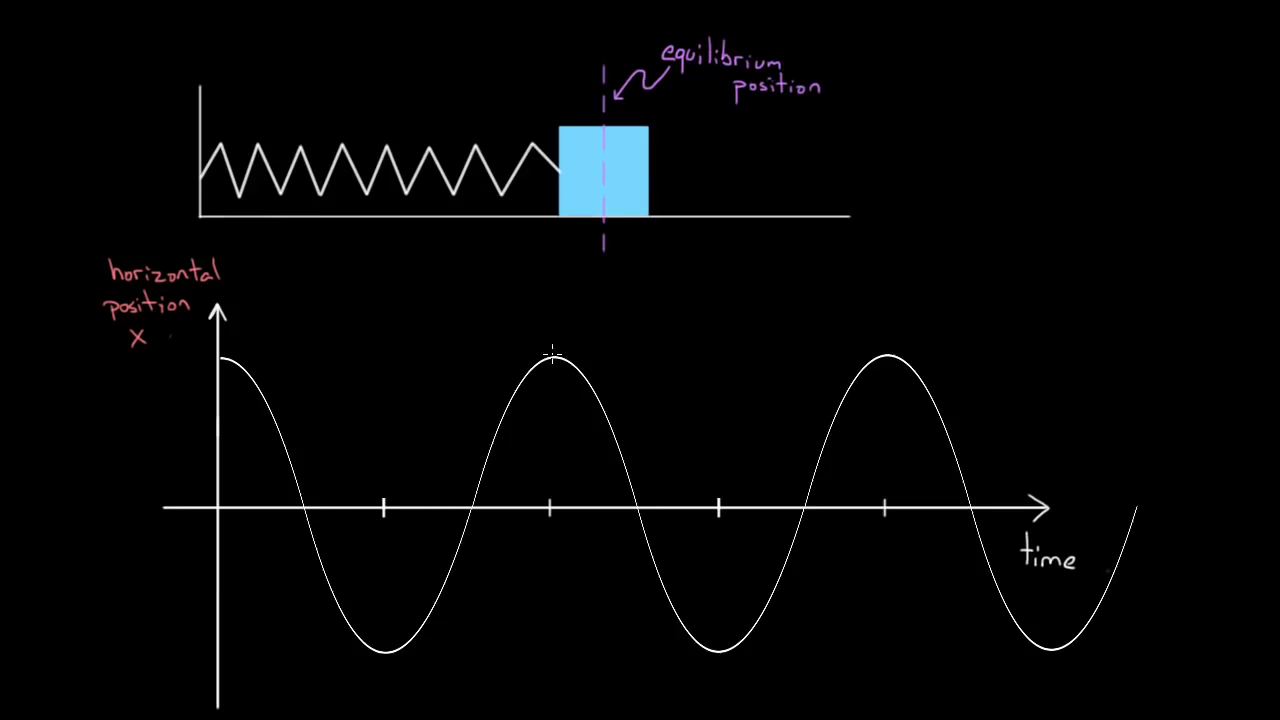 equilibrium
position
horizontal
position
x
time